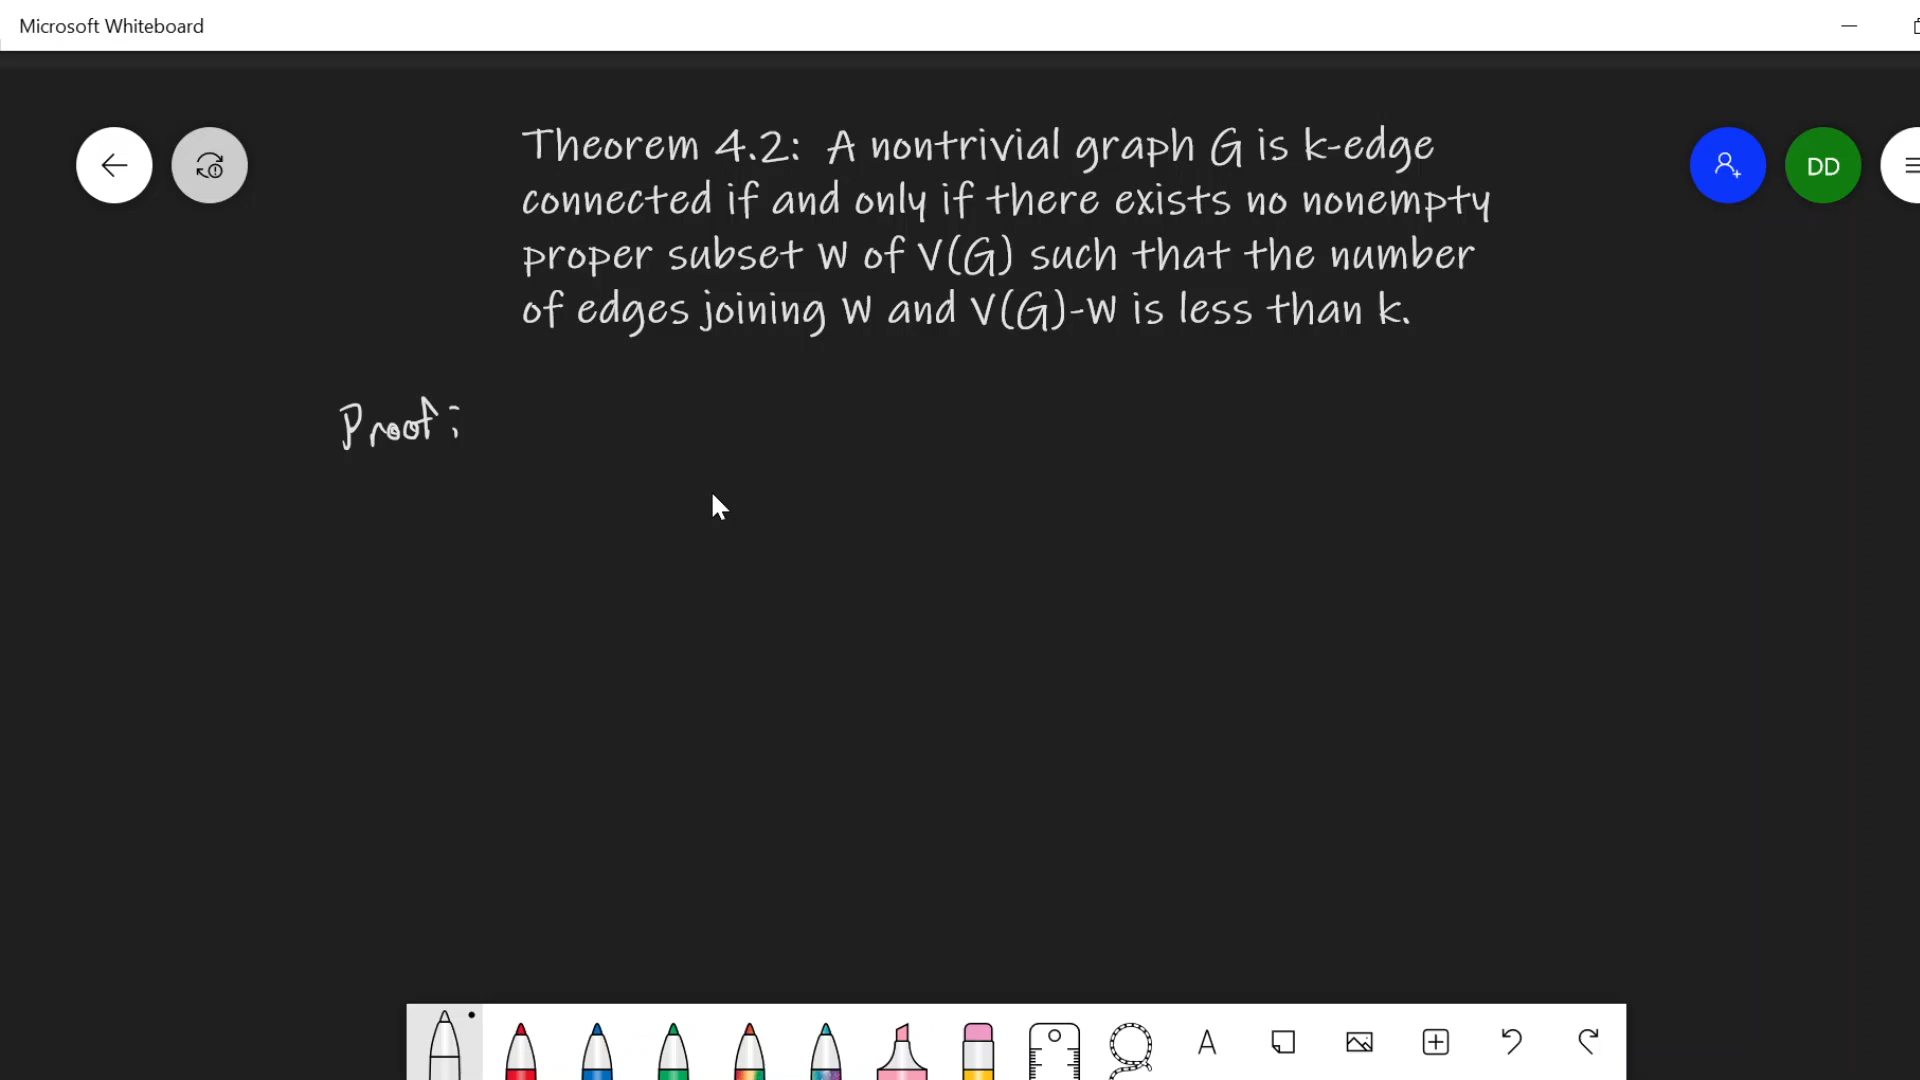 Microsoft Whiteboard
Theorem 4.2: A nontrivial graph G is k-edge
connected if and only if there exists no nonempty
proper subset W of V(G) such that the number
of edges joining W and V(G)-W is less than k.
DD
Proof:
A